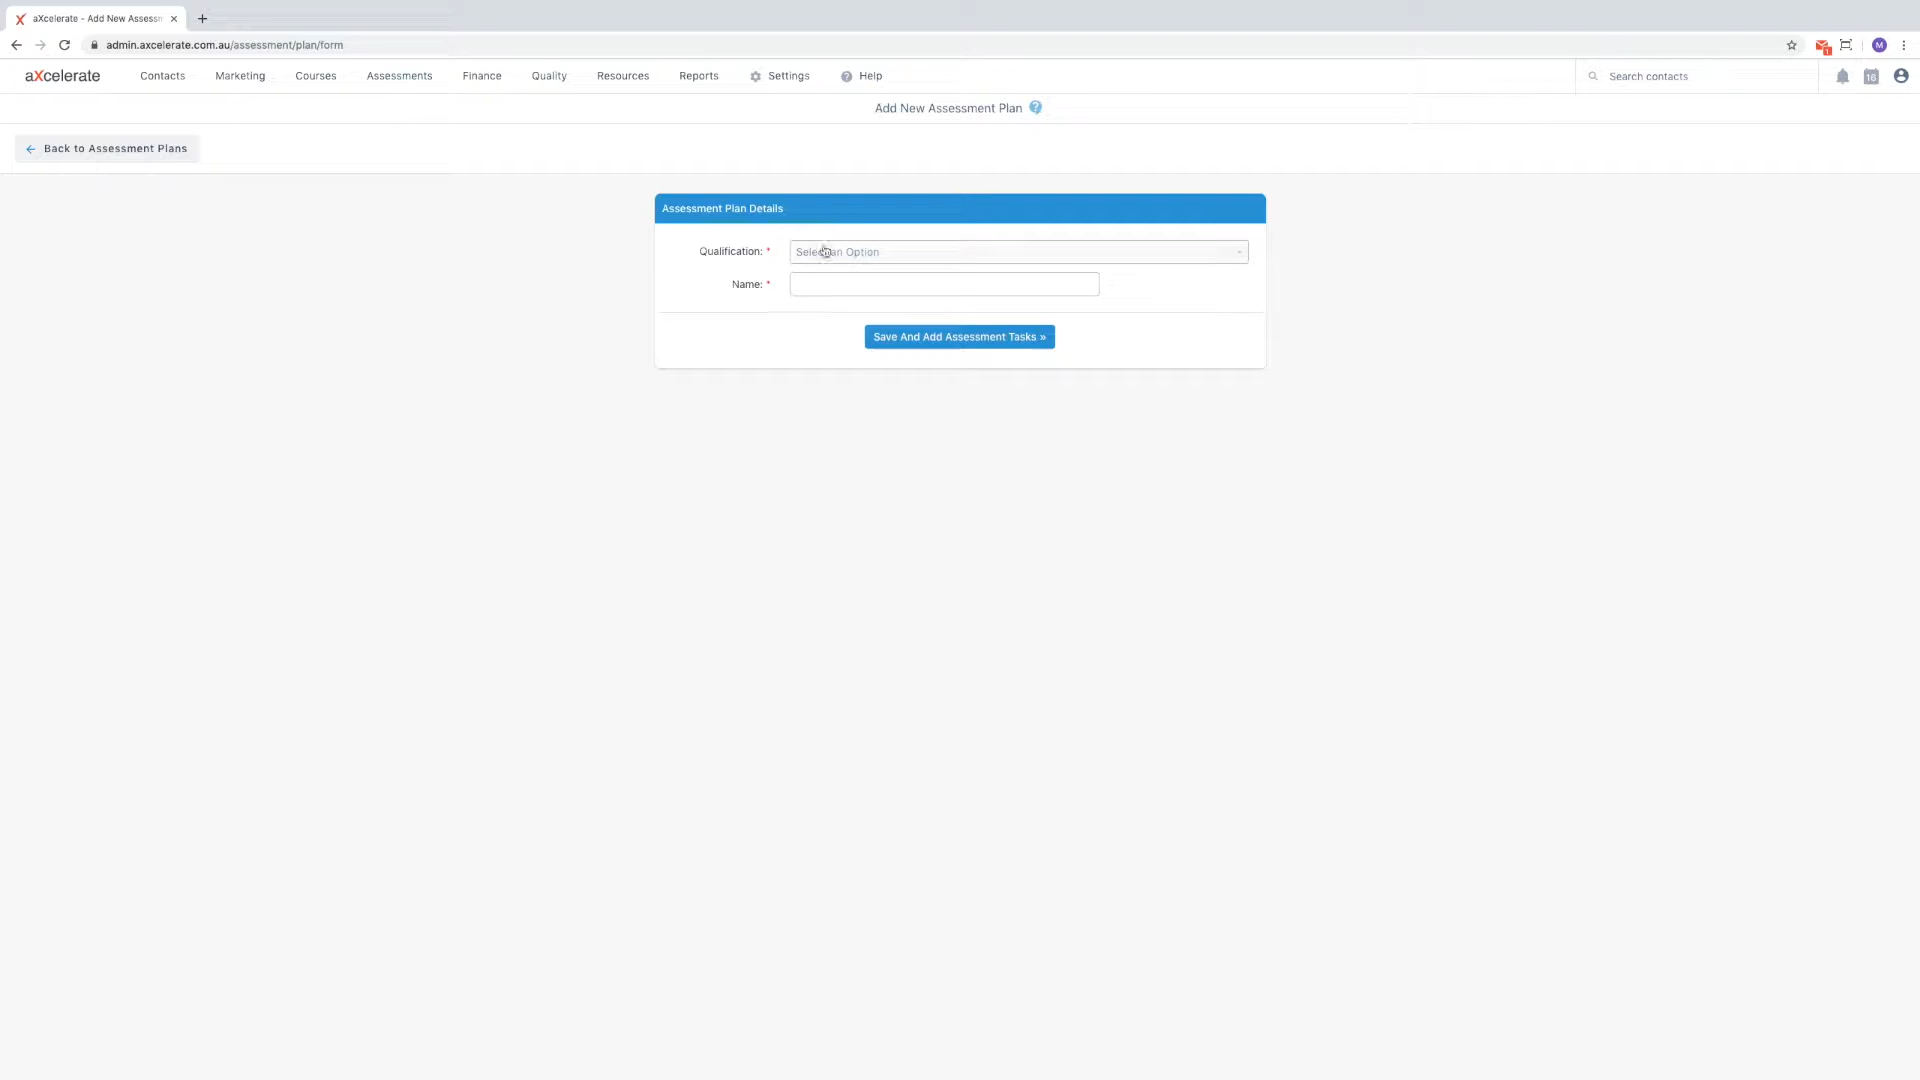 aXcelerate - Add New Assessm
admin.axcelerate.com.au/assessment/plan/form
1
M
aXcelerate
Contacts
Marketing
Courses
Assessments
Finance
Quality
Resources
Reports
Settings
Help
Search contacts
16
Add New Assessment Plan
Back to Assessment Plans
Assessment Plan Details
Qualification: *
Select an Option
Name: *
Save And Add Assessment Tasks »